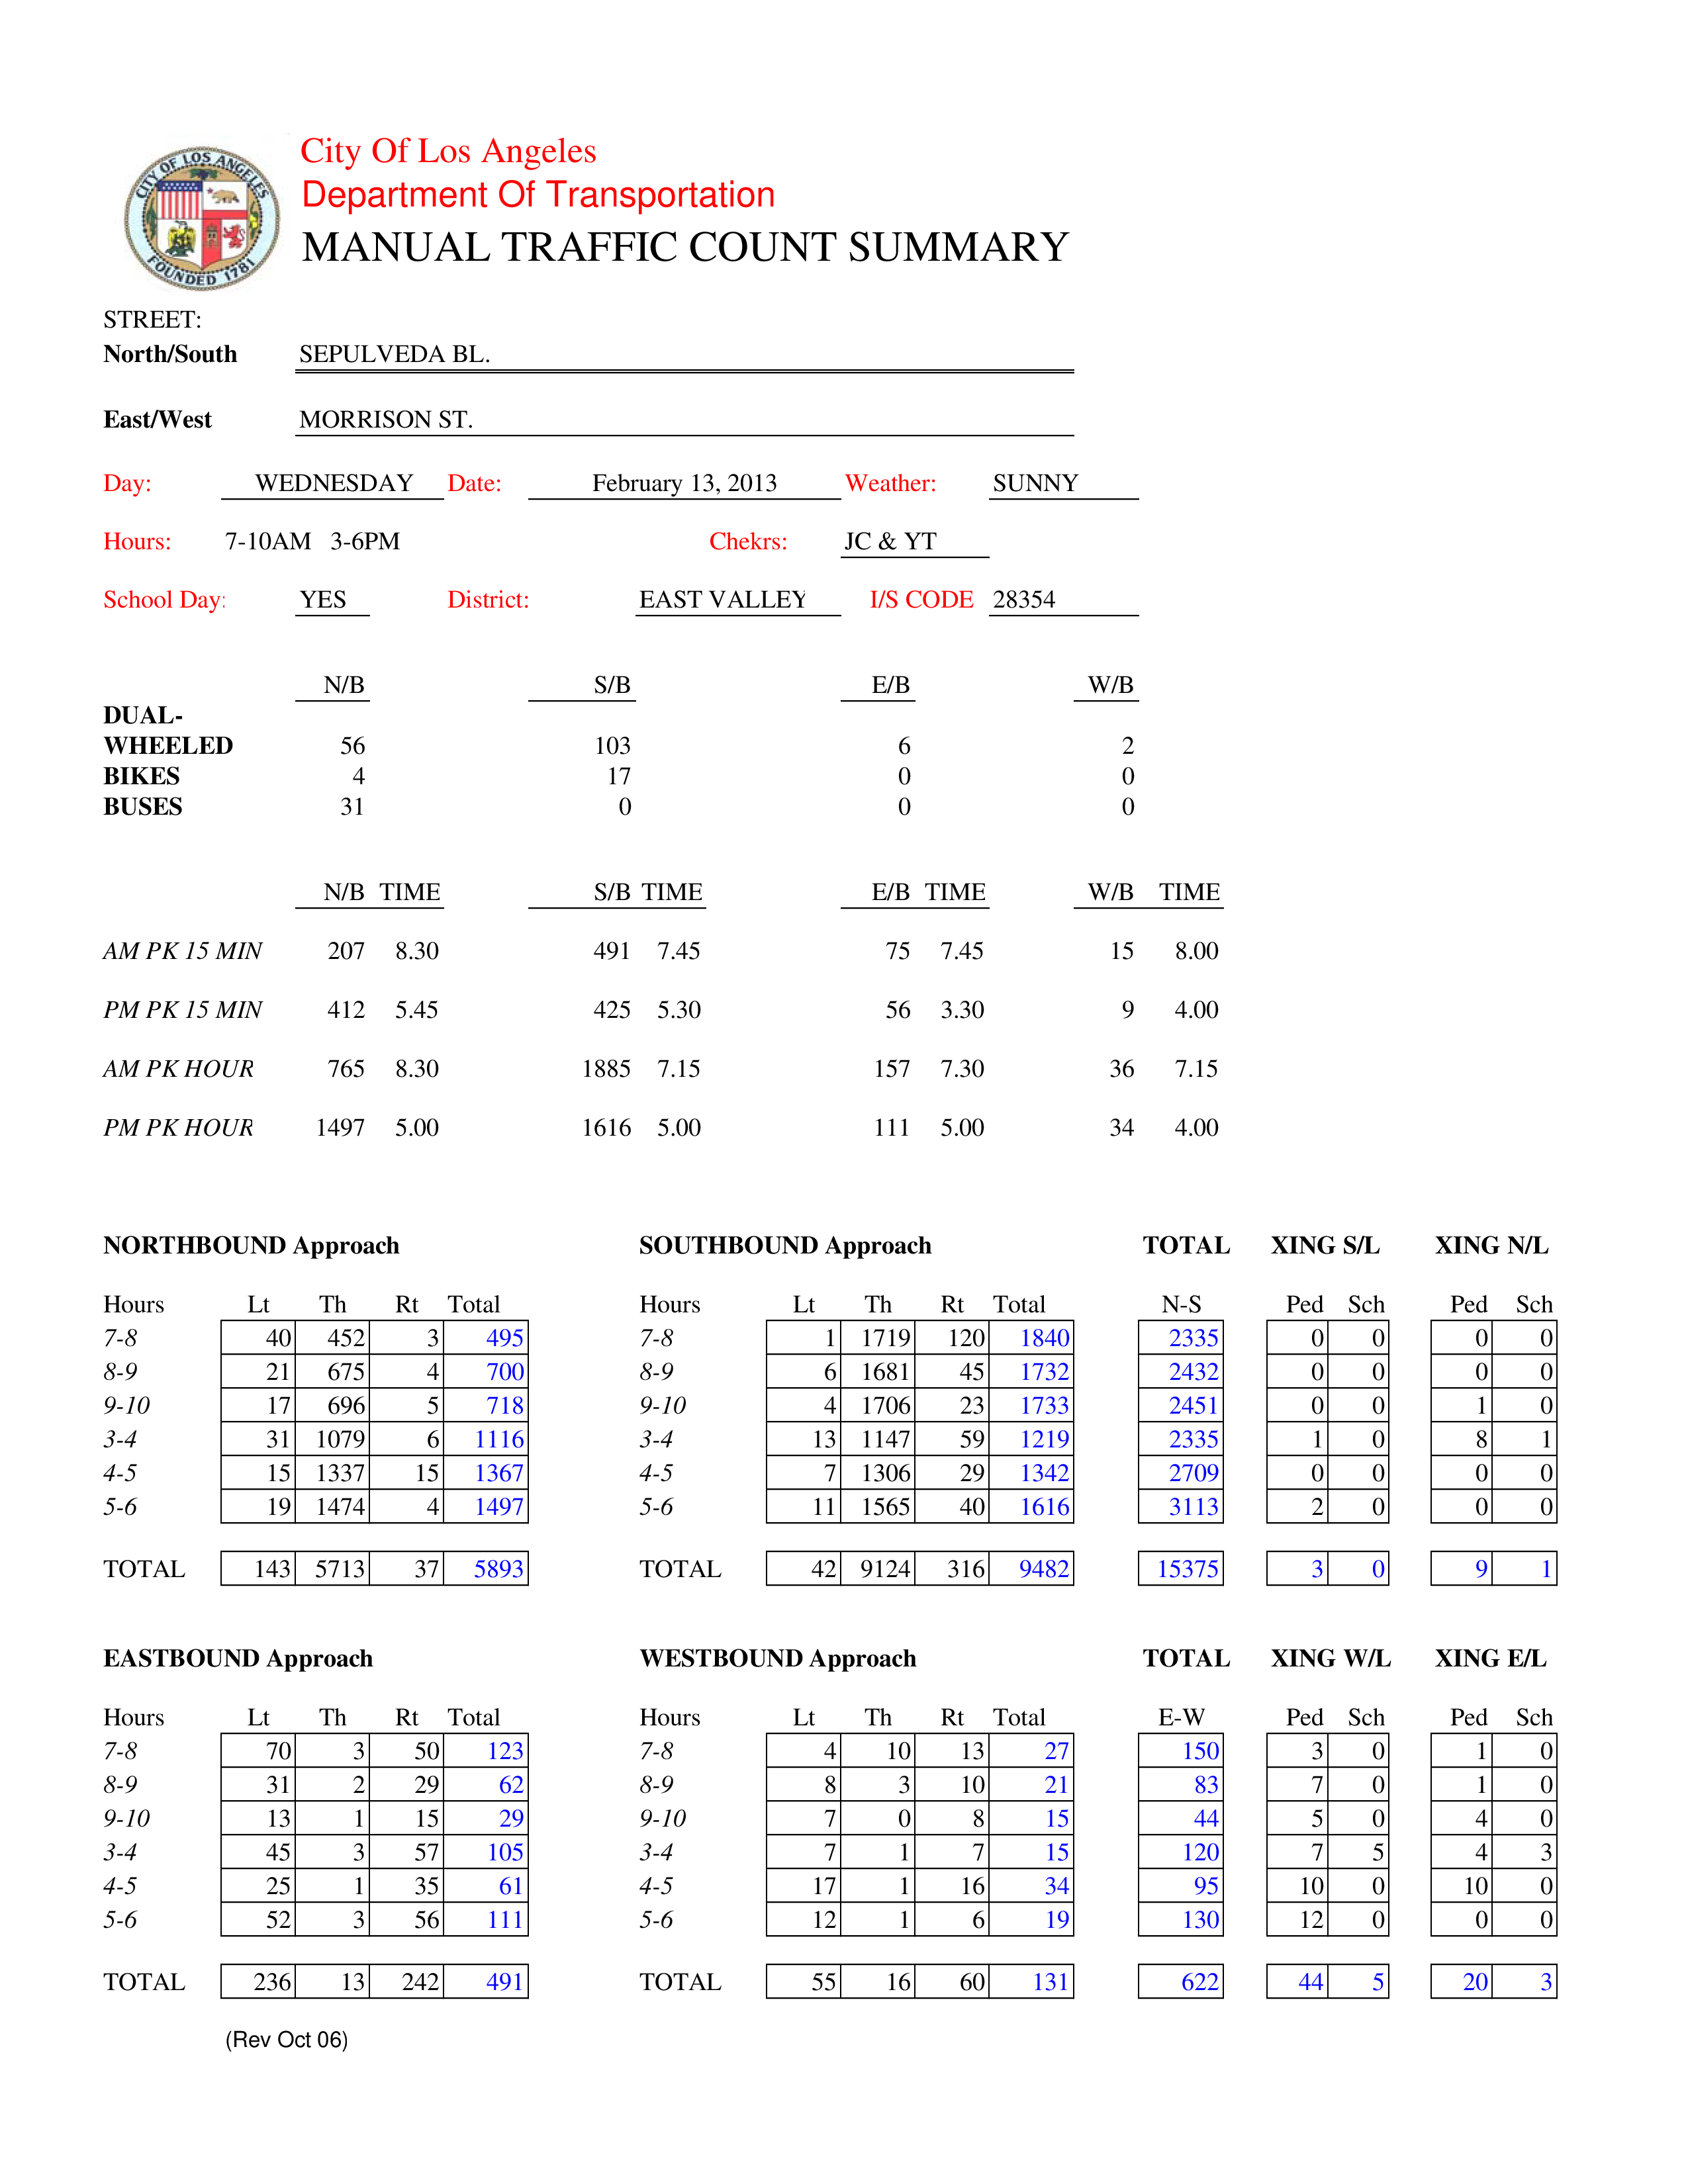 CITY OF LOS ANGELES
FOUNDED 1781
City Of Los Angeles
Department Of Transportation
MANUAL TRAFFIC COUNT SUMMARY
STREET:
North/South SEPULVEDA BL.
East/West MORRISON ST.
Day: WEDNESDAY Date: February 13, 2013 Weather: SUNNY
Hours: 7-10AM 3-6PM Chekrs: JC & YT
School Day: YES District: EAST VALLEY I/S CODE 28354
N/B S/B E/B W/B
DUAL-
WHEELED 56 103 6 2
BIKES 4 17 0 0
BUSES 31 0 0 0
N/B TIME S/B TIME E/B TIME W/B TIME
AM PK 15 MIN 207 8.30 491 7.45 75 7.45 15 8.00
PM PK 15 MIN 412 5.45 425 5.30 56 3.30 9 4.00
AM PK HOUR 765 8.30 1885 7.15 157 7.30 36 7.15
PM PK HOUR 1497 5.00 1616 5.00 111 5.00 34 4.00
NORTHBOUND Approach SOUTHBOUND Approach TOTAL XING S/L XING N/L
Hours Lt Th Rt Total Hours Lt Th Rt Total N-S Ped Sch Ped Sch
7-8 40 452 3 495 7-8 1 1719 120 1840 2335 0 0 0 0
8-9 21 675 4 700 8-9 6 1681 45 1732 2432 0 0 0 0
9-10 17 696 5 718 9-10 4 1706 23 1733 2451 0 0 1 0
3-4 31 1079 6 1116 3-4 13 1147 59 1219 2335 1 0 8 1
4-5 15 1337 15 1367 4-5 7 1306 29 1342 2709 0 0 0 0
5-6 19 1474 4 1497 5-6 11 1565 40 1616 3113 2 0 0 0
TOTAL 143 5713 37 5893 TOTAL 42 9124 316 9482 15375 3 0 9 1
EASTBOUND Approach WESTBOUND Approach TOTAL XING W/L XING E/L
Hours Lt Th Rt Total Hours Lt Th Rt Total E-W Ped Sch Ped Sch
7-8 70 3 50 123 7-8 4 10 13 27 150 3 0 1 0
8-9 31 2 29 62 8-9 8 3 10 21 83 7 0 1 0
9-10 13 1 15 29 9-10 7 0 8 15 44 5 0 4 0
3-4 45 3 57 105 3-4 7 1 7 15 120 7 5 4 3
4-5 25 1 35 61 4-5 17 1 16 34 95 10 0 10 0
5-6 52 3 56 111 5-6 12 1 6 19 130 12 0 0 0
TOTAL 236 13 242 491 TOTAL 55 16 60 131 622 44 5 20 3
(Rev Oct 06)